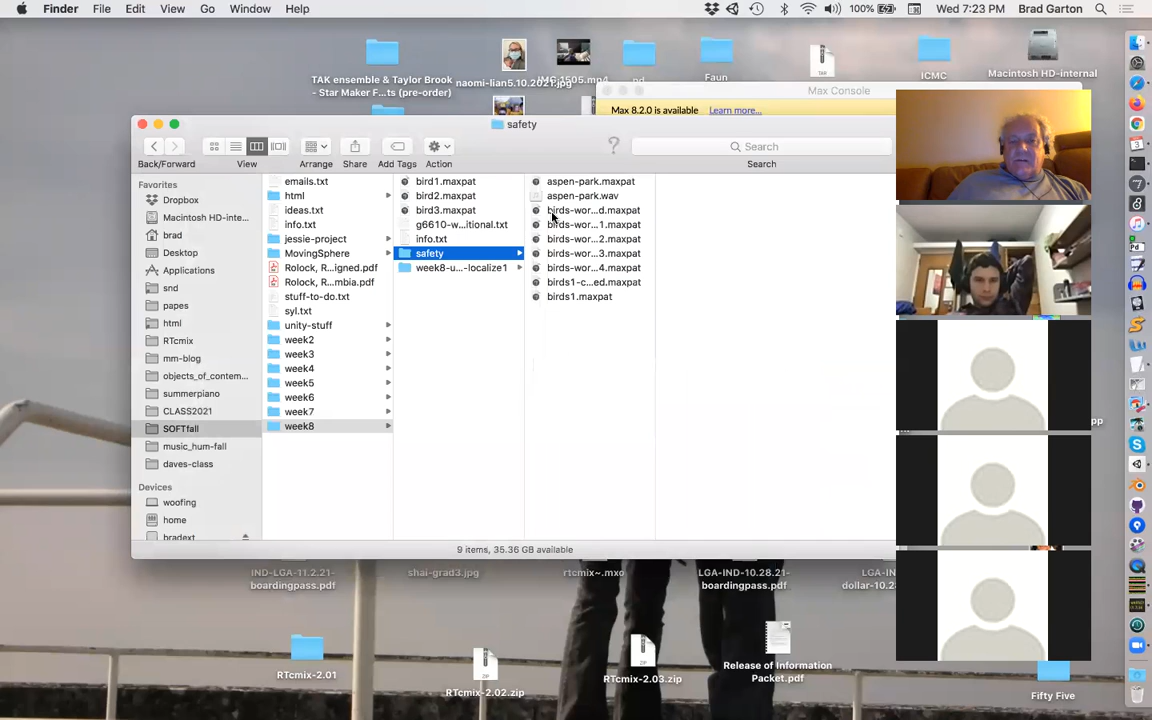 Finder File Edit View Go Window Help 100% Wed 7:23 PM Brad Garton
TAK ensemble & Taylor Brook
- Star Maker F...ts (pre-order)
naomi-lian5.10.2021.jpg
IMG_1505.mp4
nd
Faun
TAR
ICMC
Macintosh HD-internal
Max Console
Max 8.2.0 is available Learn more...
safety
Search
Back/Forward View Arrange Share Add Tags Action Search
Favorites
Dropbox
Macintosh HD-inte...
brad
Desktop
Applications
snd
papes
html
RTcmix
mm-blog
objects_of_contem...
summerpiano
CLASS2021
SOFTfall
music_hum-fall
daves-class
Devices
woofing
home
bradext
emails.txt
html
ideas.txt
info.txt
jessie-project
MovingSphere
Rolock, R...igned.pdf
Rolock, R...mbia.pdf
stuff-to-do.txt
syl.txt
unity-stuff
week2
week3
week4
week5
week6
week7
week8
bird1.maxpat
bird2.maxpat
bird3.maxpat
g6610-w...itional.txt
info.txt
safety
week8-u...-localize1
aspen-park.maxpat
aspen-park.wav
birds-wor...d.maxpat
birds-wor...1.maxpat
birds-wor...2.maxpat
birds-wor...3.maxpat
birds-wor...4.maxpat
birds1-c...ed.maxpat
birds1.maxpat
9 items, 35.36 GB available
pp
IND-LGA-11.2.21-
boardingpass.pdf
shai-grad3.jpg
rtcmix~.mxo
LGA-IND-10.28.21-
boardingpass.pdf
LGA-IN
dollar-10.2
RTcmix-2.01
ZIP
RTcmix-2.02.zip
ZIP
RTcmix-2.03.zip
Release of Information
Packet.pdf
Fifty Five